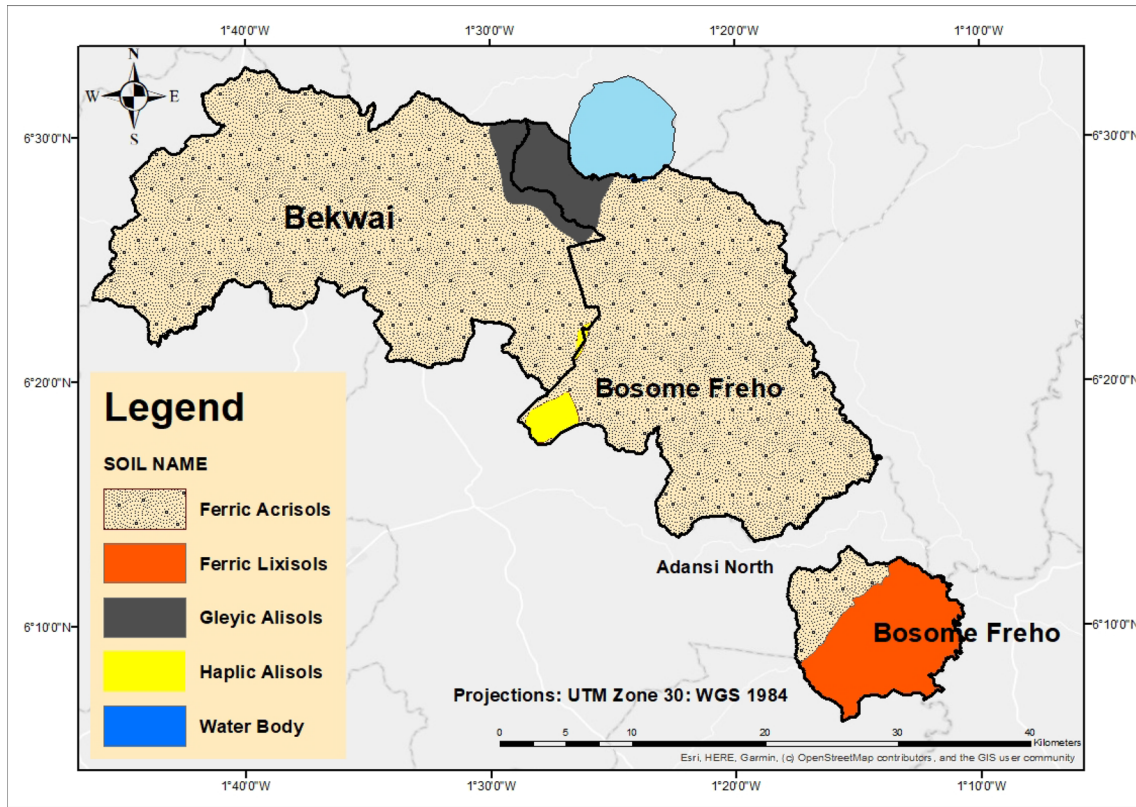 1°40'0"W 1°30'0"W 1°20'0"W 1°10'0"W
N
W E
S
6°30'0"N 6°30'0"N
Bekwai
6°20'0"N 6°20'0"N
Bosome Freho
Legend
SOIL NAME
Ferric Acrisols
Ferric Lixisols
Gleyic Alisols
Haplic Alisols
Water Body
Adansi North
6°10'0"N 6°10'0"N
Bosome Freho
Projections: UTM Zone 30: WGS 1984
0 5 10 20 30 40
Kilometers
Esri, HERE, Garmin, (c) OpenStreetMap contributors, and the GIS user community
1°40'0"W 1°30'0"W 1°20'0"W 1°10'0"W